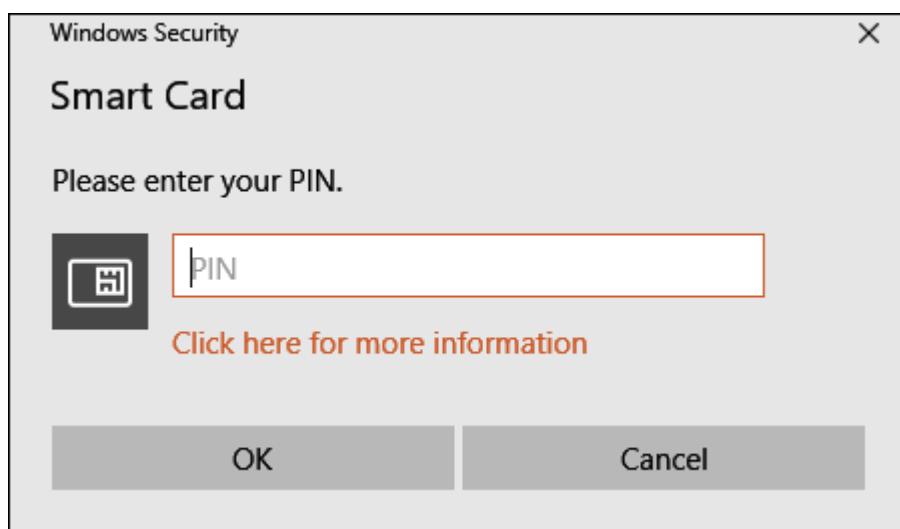 Windows Security
Smart Card
Please enter your PIN.
PIN
Click here for more information
OK
Cancel